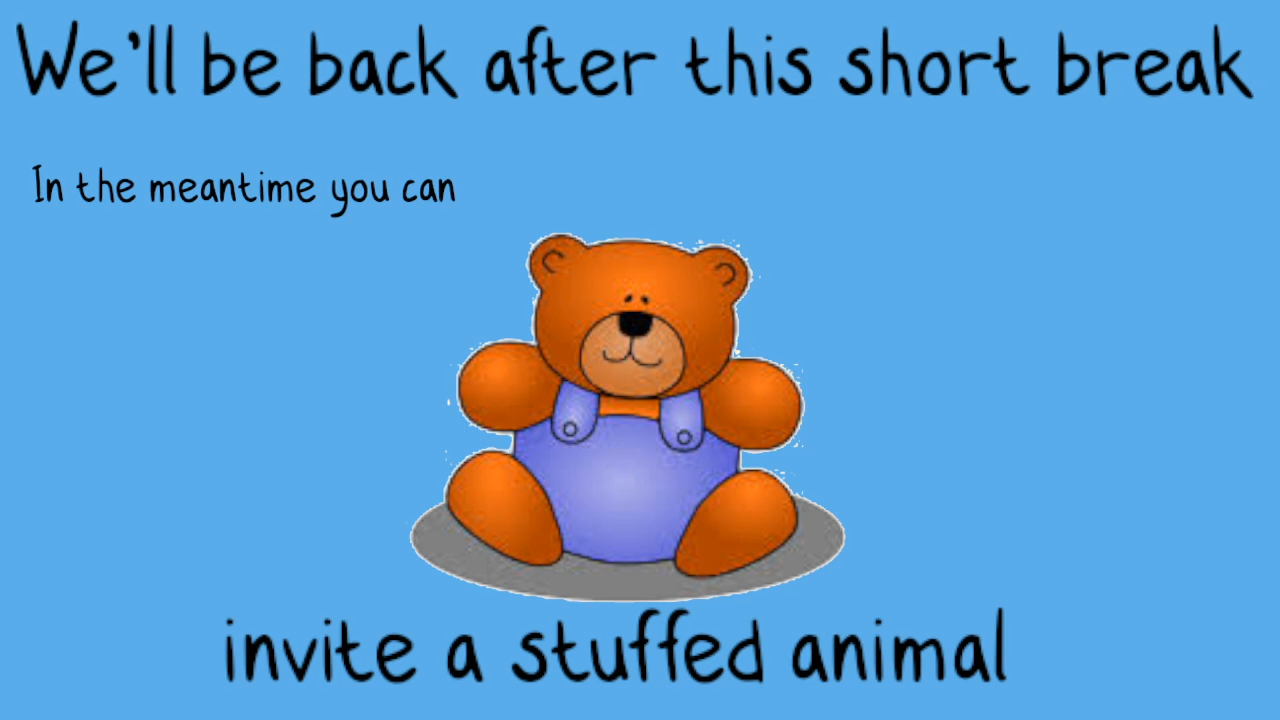 We'll be back after this short break
In the meantime you can
invite a stuffed animal